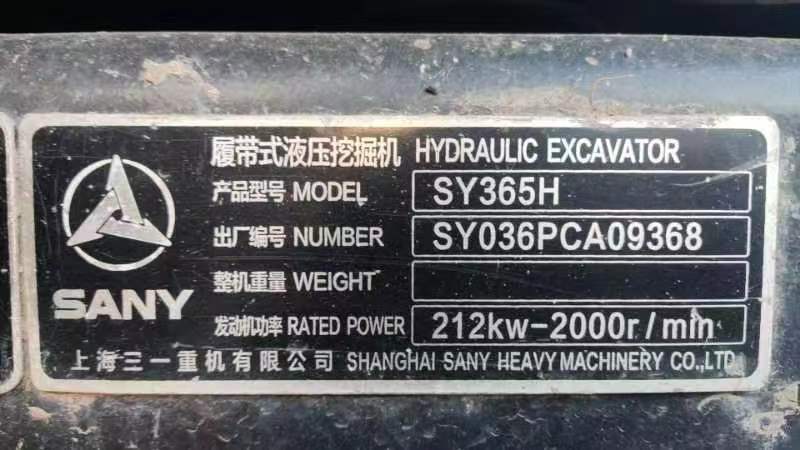 履带式液压挖掘机 HYDRAULIC EXCAVATOR
产品型号 MODEL SY365H
出厂编号 NUMBER SY036PCA09368
整机重量 WEIGHT
发动机功率 RATED POWER 212kw-2000r/min
SANY
上海三一重机有限公司 SHANGHAI SANY HEAVY MACHINERY CO.,LTD